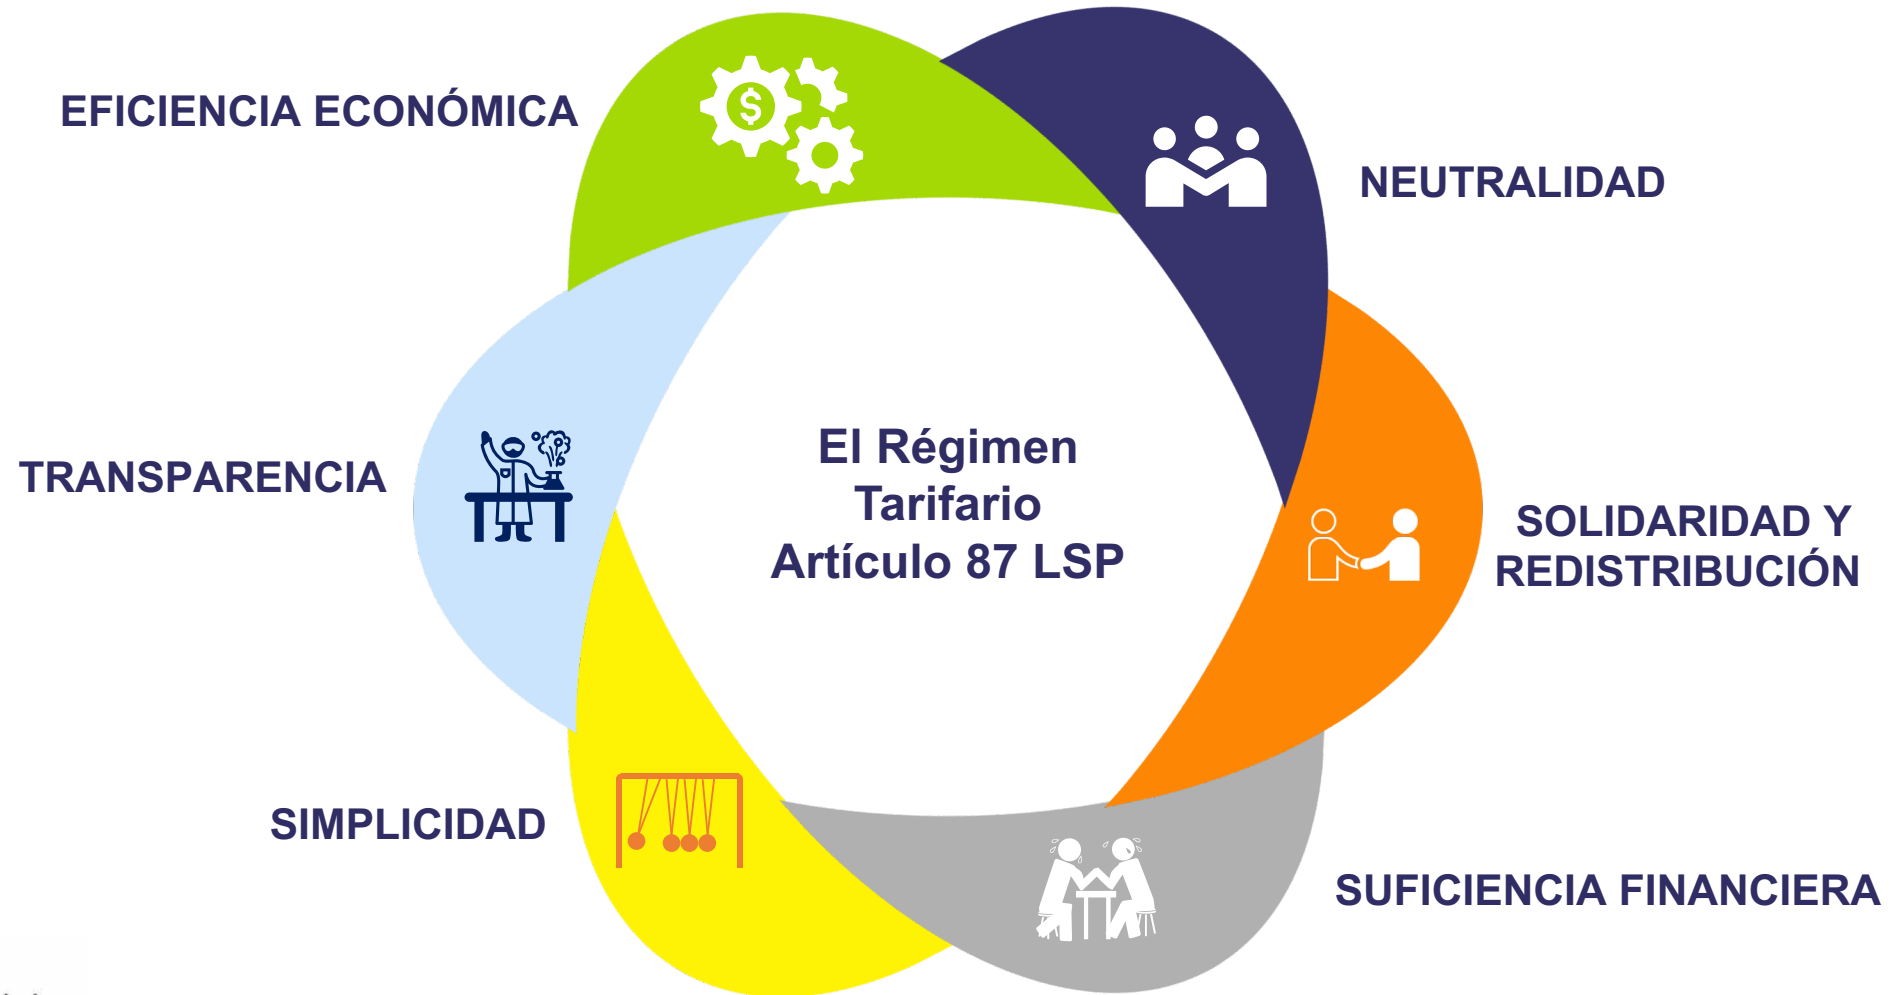 EFICIENCIA ECONÓMICA
$
NEUTRALIDAD
El Régimen
Tarifario
Artículo 87 LSP
TRANSPARENCIA
SOLIDARIDAD Y
REDISTRIBUCIÓN
SIMPLICIDAD
SUFICIENCIA FINANCIERA